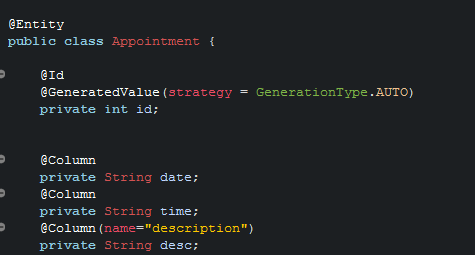 @Entity
public class Appointment {
@Id
@GeneratedValue(strategy = GenerationType.AUTO)
private int id;
@Column
private String date;
@Column
private String time;
@Column(name="description")
private String desc;